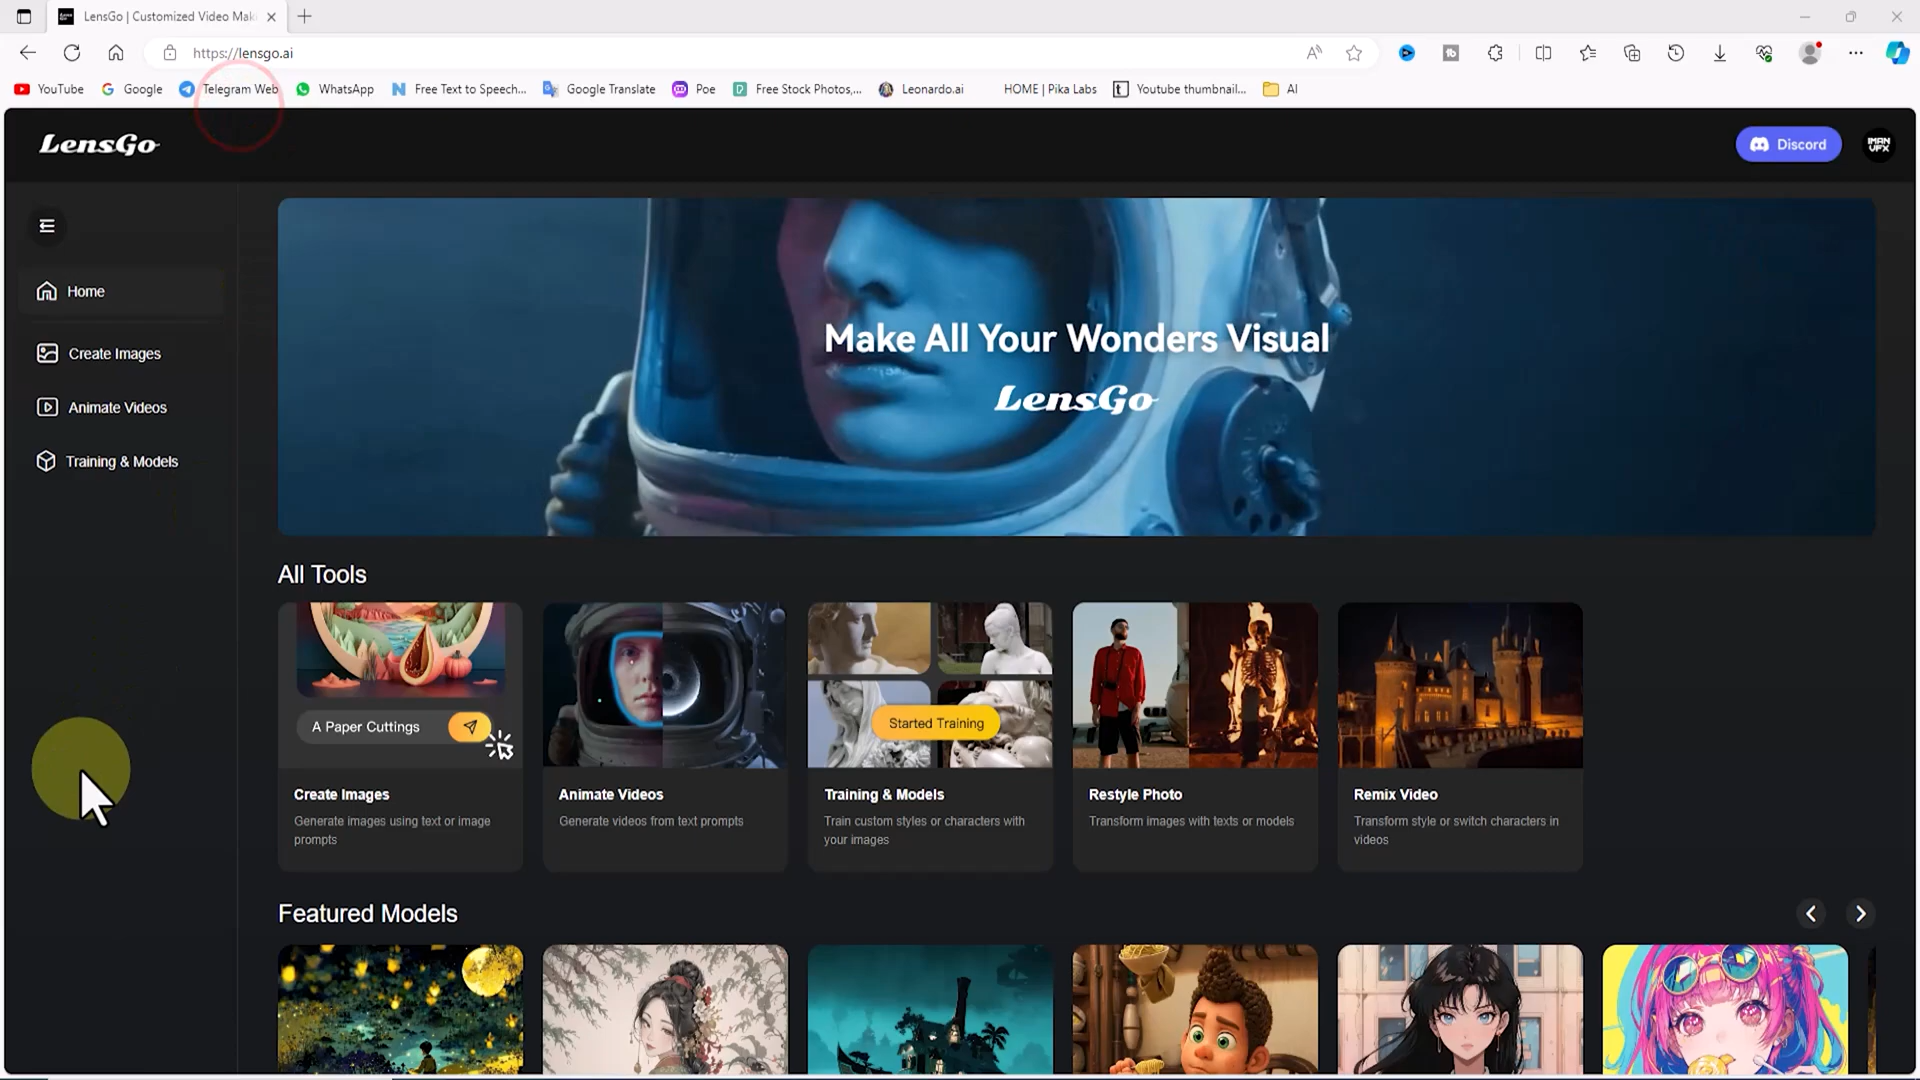 LensGo | Customized Video Mak
https://lensgo.ai
YouTube
Google
Telegram Web
WhatsApp
Free Text to Speech...
Google Translate
Poe
Free Stock Photos,...
Leonardo.ai
HOME | Pika Labs
Youtube thumbnail...
AI
LensGo
Discord
IMAN
VFX
Home
Create Images
Animate Videos
Training & Models
Make All Your Wonders Visual
LensGo
All Tools
A Paper Cuttings
Started Training
Create Images
Generate images using text or image
prompts
Animate Videos
Generate videos from text prompts
Training & Models
Train custom styles or characters with
your images
Restyle Photo
Transform images with texts or models
Remix Video
Transform style or switch characters in
videos
Featured Models